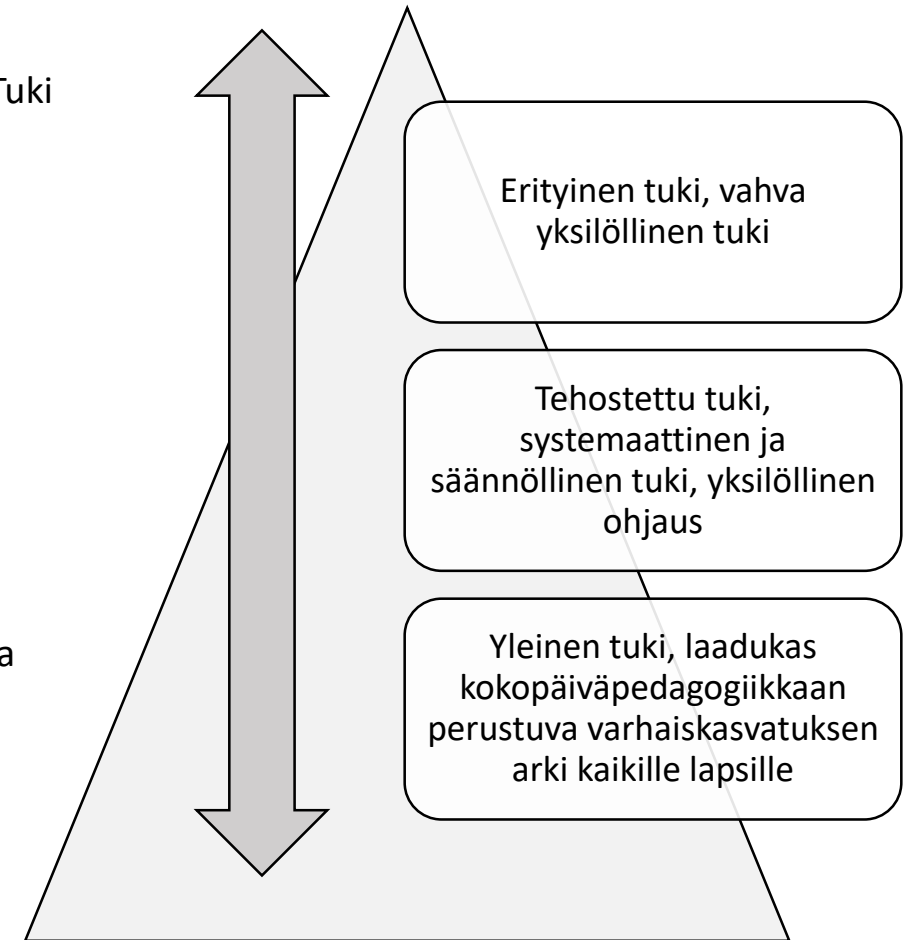 Tuki
Erityinen tuki, vahva
yksilöllinen tuki
Tehostettu tuki,
systemaattinen ja
säännöllinen tuki, yksilöllinen
ohjaus
a
Yleinen tuki, laadukas
kokopäiväpedagogiikkaan
perustuva varhaiskasvatuksen
arki kaikille lapsille